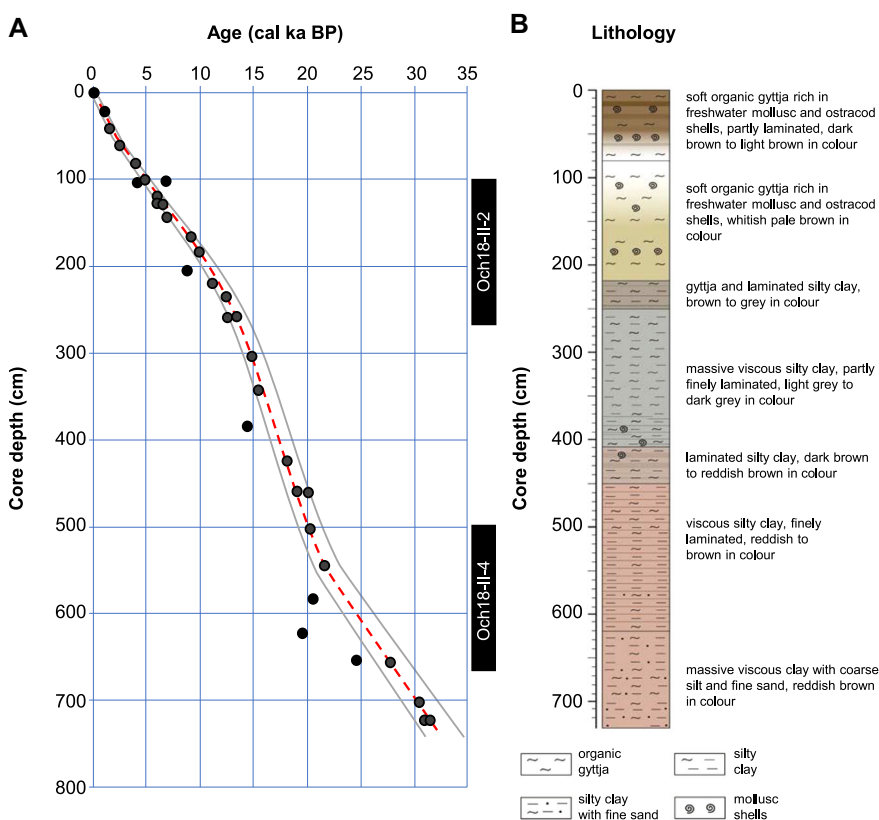 A
Age (cal ka BP)
0 5 10 15 20 25 30 35
Core depth (cm)
0
100
200
300
400
500
600
700
800
Och18-II-2
Och18-II-4
B
Lithology
Core depth (cm)
0
100
200
300
400
500
600
700
soft organic gyttja rich in
freshwater mollusc and ostracod
shells, partly laminated, dark
brown to light brown in colour
soft organic gyttja rich in
freshwater mollusc and ostracod
shells, whitish pale brown in
colour
gyttja and laminated silty clay,
brown to grey in colour
massive viscous silty clay, partly
finely laminated, light grey to
dark grey in colour
laminated silty clay, dark brown
to reddish brown in colour
viscous silty clay, finely
laminated, reddish to
brown in colour
massive viscous clay with coarse
silt and fine sand, reddish brown
in colour
organic
gyttja
silty
clay
silty clay
with fine sand
mollusc
shells